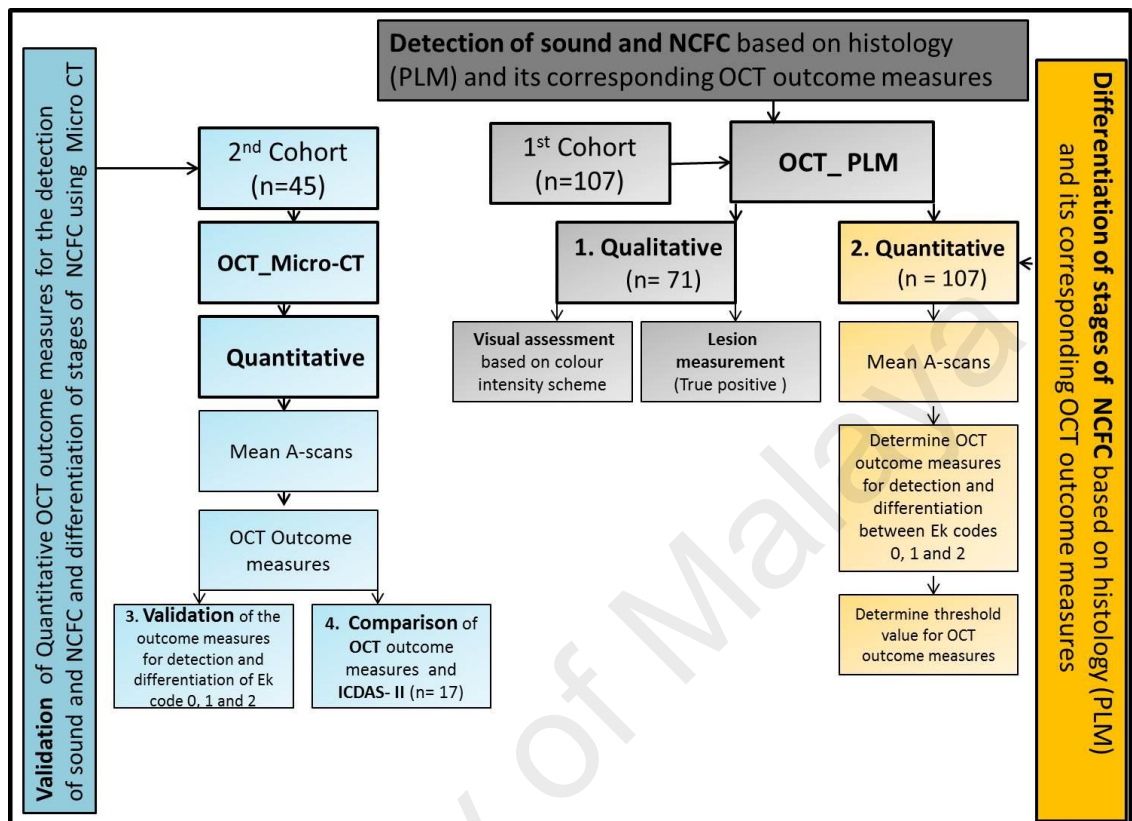 Validation of Quantitative OCT outcome measures for the detection
of sound and NCFC and differentiation of stages of NCFC using Micro CT
Detection of sound and NCFC based on histology
(PLM) and its corresponding OCT outcome measures
Differentiation of stages of NCFC based on histology (PLM)
and its corresponding OCT outcome measures
2nd Cohort
(n=45)
OCT_Micro-CT
Quantitative
Mean A-scans
OCT Outcome
measures
3. Validation of the
outcome measures
for detection and
differentiation of Ek
code 0, 1 and 2
4. Comparison of
OCT outcome
measures and
ICDAS- II (n= 17)
1st Cohort
(n=107)
OCT_ PLM
1. Qualitative
(n= 71)
Visual assessment
based on colour
intensity scheme
Lesion
measurement
(True positive )
2. Quantitative
(n = 107)
Mean A-scans
Determine OCT
outcome measures
for detection and
differentiation
between Ek codes
0, 1 and 2
Determine threshold
value for OCT
outcome measures
y of Malaya